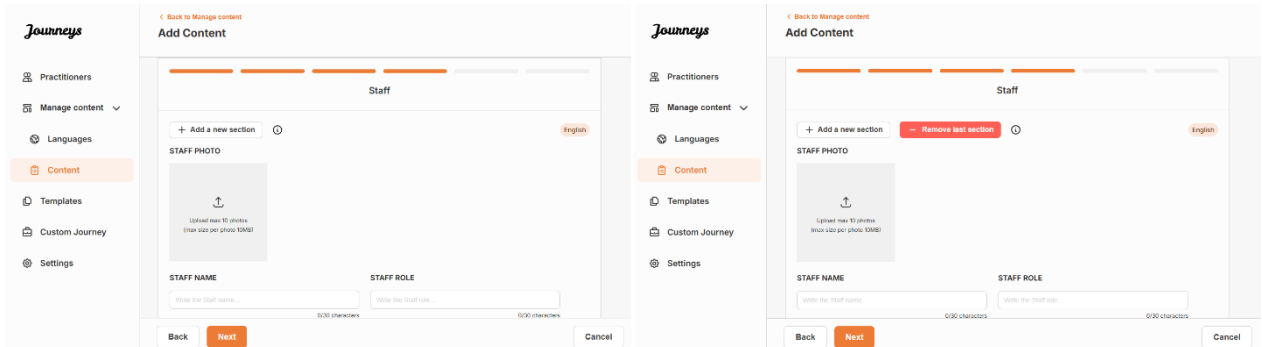 Journeys
Practitioners
Manage content
Languages
Content
Templates
Custom Journey
Settings
Back to Manage content
Add Content
Staff
Add a new section
English
STAFF PHOTO
Upload max 10 photos
(max size per photo 10MB)
STAFF NAME
STAFF ROLE
Write the Staff name...
Write the Staff role...
0/30 characters
0/30 characters
Back
Next
Cancel
Journeys
Practitioners
Manage content
Languages
Content
Templates
Custom Journey
Settings
Back to Manage content
Add Content
Staff
Add a new section
Remove last section
English
STAFF PHOTO
Upload max 10 photos
(max size per photo 10MB)
STAFF NAME
STAFF ROLE
Write the Staff name...
Write the Staff role...
0/30 characters
0/30 characters
Back
Next
Cancel